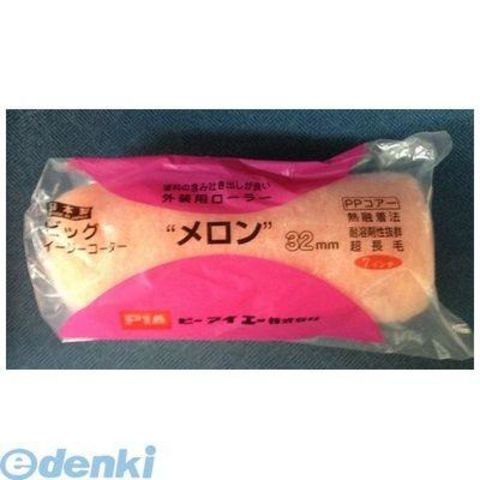 塗料の含み吐き出しが良い
外装用ローラー
ビッグ
イージーコーター
"メロン"
32mm
PPコアー
熱融着法
耐溶剤性抜群
超長毛
7インチ
PIA
ピーアイエー株式会社
edenki